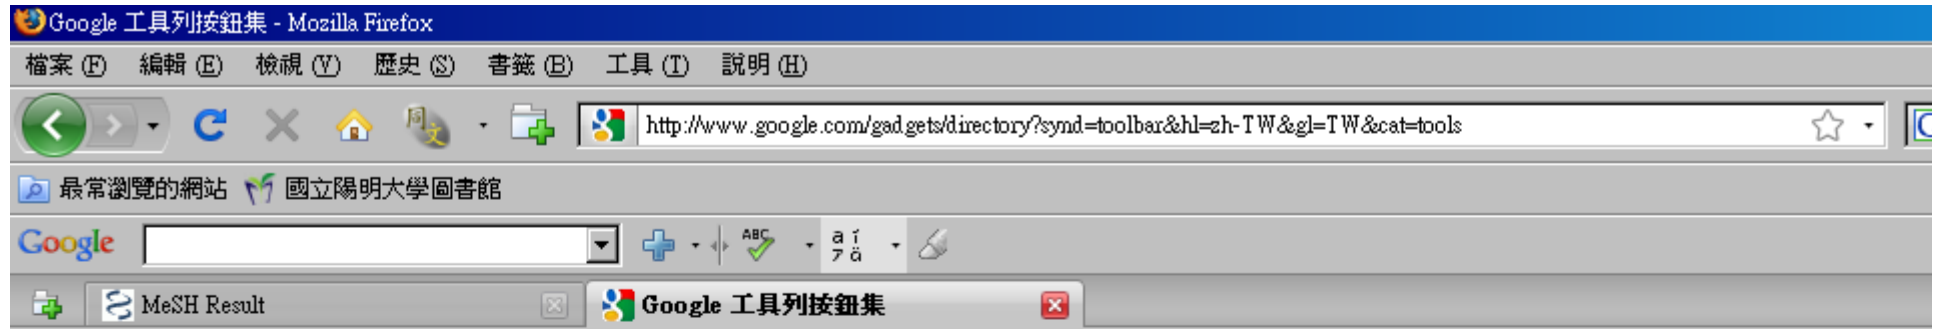 Google 工具列按鈕集 - Mozilla Firefox
檔案 (F) 編輯 (E) 檢視 (V) 歷史 (S) 書籤 (B) 工具 (T) 說明 (H)
http://www.google.com/gadgets/directory?synd=toolbar&hl=zh-TW&gl=TW&cat=tools
最常瀏覽的網站 國立陽明大學圖書館
Google ABC
MeSH Result Google 工具列按鈕集